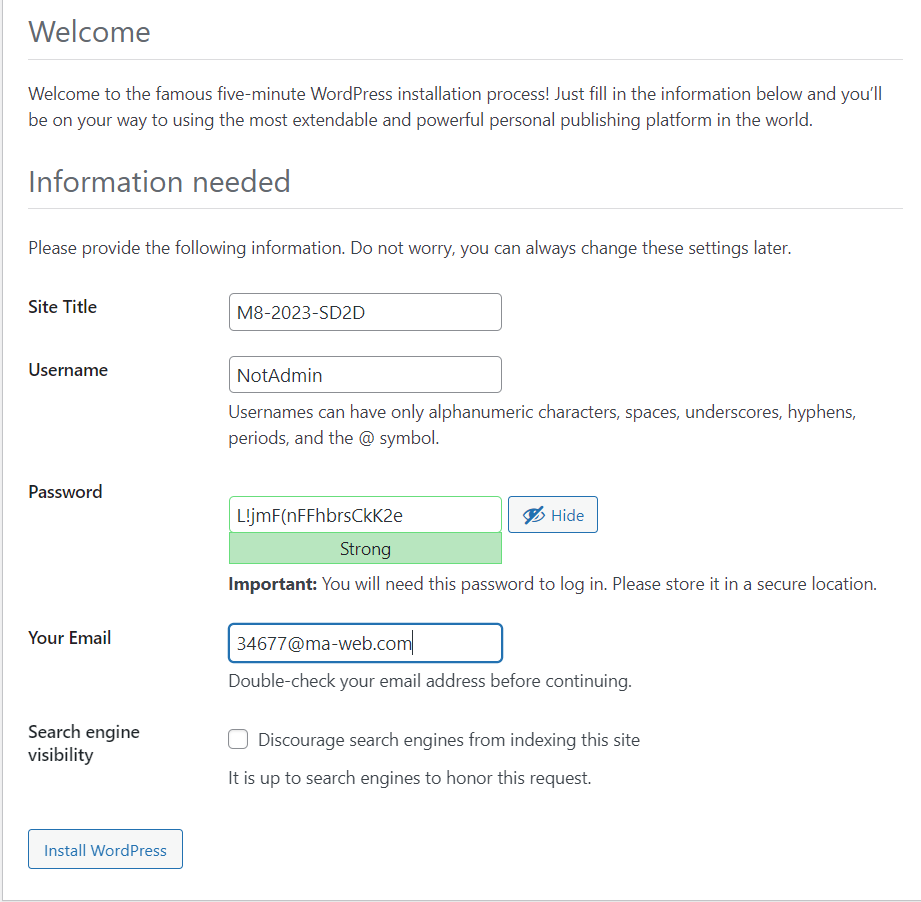 Welcome
Welcome to the famous five-minute WordPress installation process! Just fill in the information below and you’ll
be on your way to using the most extendable and powerful personal publishing platform in the world.
Information needed
Please provide the following information. Do not worry, you can always change these settings later.
Site Title
M8-2023-SD2D
Username
NotAdmin
Usernames can have only alphanumeric characters, spaces, underscores, hyphens,
periods, and the @ symbol.
Password
L!jmF(nFFhbrsCkK2e
Hide
Strong
Important: You will need this password to log in. Please store it in a secure location.
Your Email
34677@ma-web.com
Double-check your email address before continuing.
Search engine
visibility
Discourage search engines from indexing this site
It is up to search engines to honor this request.
Install WordPress